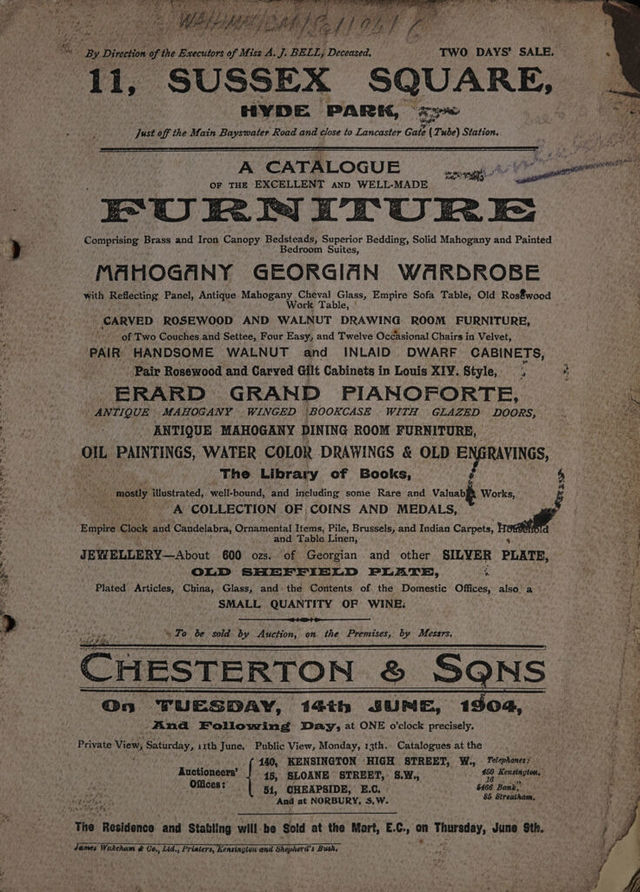 By Direction of the Executors of Miss A. J. BELL, Deceased. TWO DAYS' SALE.
11, SUSSEX SQUARE,
HYDE PARK,
Just off the Main Bayswater Road and close to Lancaster Gate (Tube) Station.
A CATALOGUE
OF THE EXCELLENT AND WELL-MADE
FURNITURE
Comprising Brass and Iron Canopy Bedsteads, Superior Bedding, Solid Mahogany and Painted
Bedroom Suites,
MAHOGANY GEORGIAN WARDROBE
with Reflecting Panel, Antique Mahogany Cheval Glass, Empire Sofa Table, Old Rosewood
Work Table,
CARVED ROSEWOOD AND WALNUT DRAWING ROOM FURNITURE,
of Two Couches and Settee, Four Easy, and Twelve Occasional Chairs in Velvet,
PAIR HANDSOME WALNUT and INLAID DWARF CABINETS,
Pair Rosewood and Carved Gilt Cabinets in Louis XIV. Style,
ERARD GRAND PIANOFORTE,
ANTIQUE MAHOGANY WINGED BOOKCASE WITH GLAZED DOORS,
ANTIQUE MAHOGANY DINING ROOM FURNITURE,
OIL PAINTINGS, WATER COLOR DRAWINGS & OLD ENGRAVINGS,
The Library of Books,
mostly illustrated, well-bound, and including some Rare and Valuable Works,
A COLLECTION OF COINS AND MEDALS,
Empire Clock and Candelabra, Ornamental Items, Pile, Brussels, and Indian Carpets, Household
and Table Linen,
JEWELLERY—About 600 ozs. of Georgian and other SILVER PLATE,
OLD SHEFFIELD PLATE,
Plated Articles, China, Glass, and the Contents of the Domestic Offices, also a
SMALL QUANTITY OF WINE.
To be sold by Auction, on the Premises, by Messrs.
CHESTERTON & SONS
On TUESDAY, 14th JUNE, 1904,
And Following Day, at ONE o'clock precisely.
Private View, Saturday, 11th June. Public View, Monday, 13th. Catalogues at the
Auctioneers' Offices:
140, KENSINGTON HIGH STREET, W.,
15, SLOANE STREET, S.W.,
51, CHEAPSIDE, E.C.
And at NORBURY, S.W.
Telephones:
450 Kensington.
16 "
5466 Bank,
85 Streatham.
The Residence and Stabling will be Sold at the Mart, E.C., on Thursday, June 9th.
James Wakeham & Co., Ltd., Printers, Kensington and Shepherd's Bush.